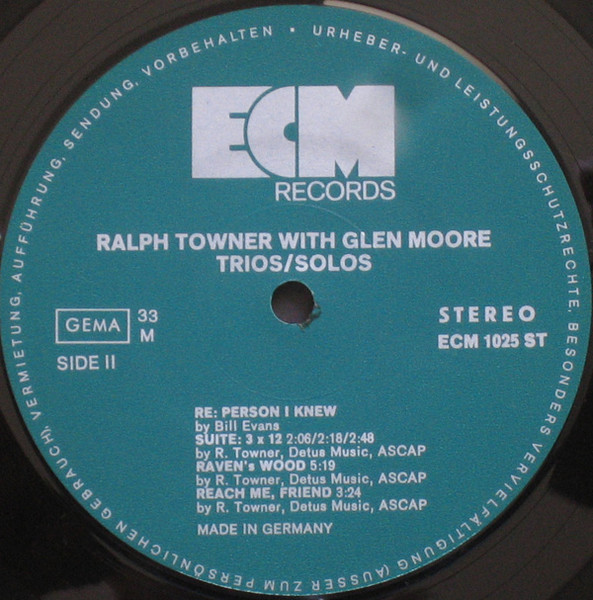 ECM
RECORDS
RALPH TOWNER WITH GLEN MOORE
TRIOS/SOLOS
GEMA
33
M
SIDE II
STEREO
ECM 1025 ST
RE: PERSON I KNEW
by Bill Evans
SUITE: 3 x 12 2:06/2:18/2:48
by R. Towner, Detus Music, ASCAP
RAVEN's WOOD 5:19
by R. Towner, Detus Music, ASCAP
REACH ME, FRIEND 3:24
by R. Towner, Detus Music, ASCAP
MADE IN GERMANY
URHEBER- UND LEISTUNGSSCHUTZRECHTE, BESONDERS VERVIELFÄLTIGUNG (AUSSER ZUM PERSÖNLICHEN GEBRAUCH), VERMIETUNG, AUFFÜHRUNG, SENDUNG, VORBEHALTEN •